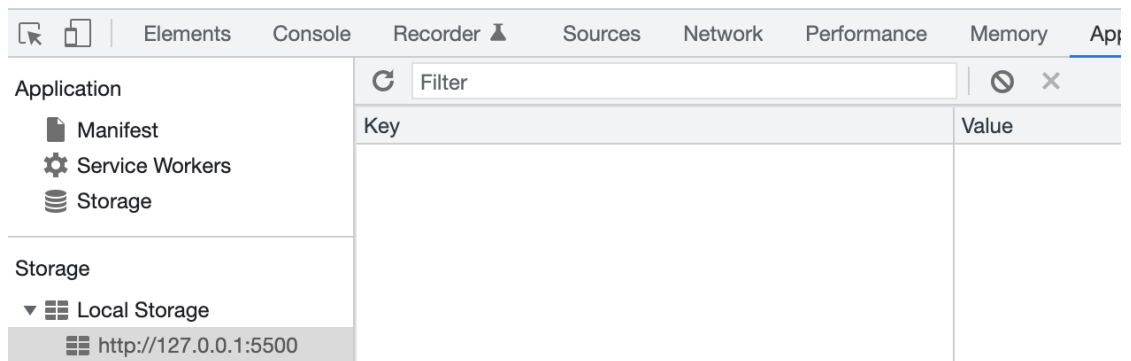 Elements Console Recorder Sources Network Performance Memory App
Application
Manifest
Service Workers
Storage
Storage
Local Storage
http://127.0.0.1:5500
Filter
Key Value